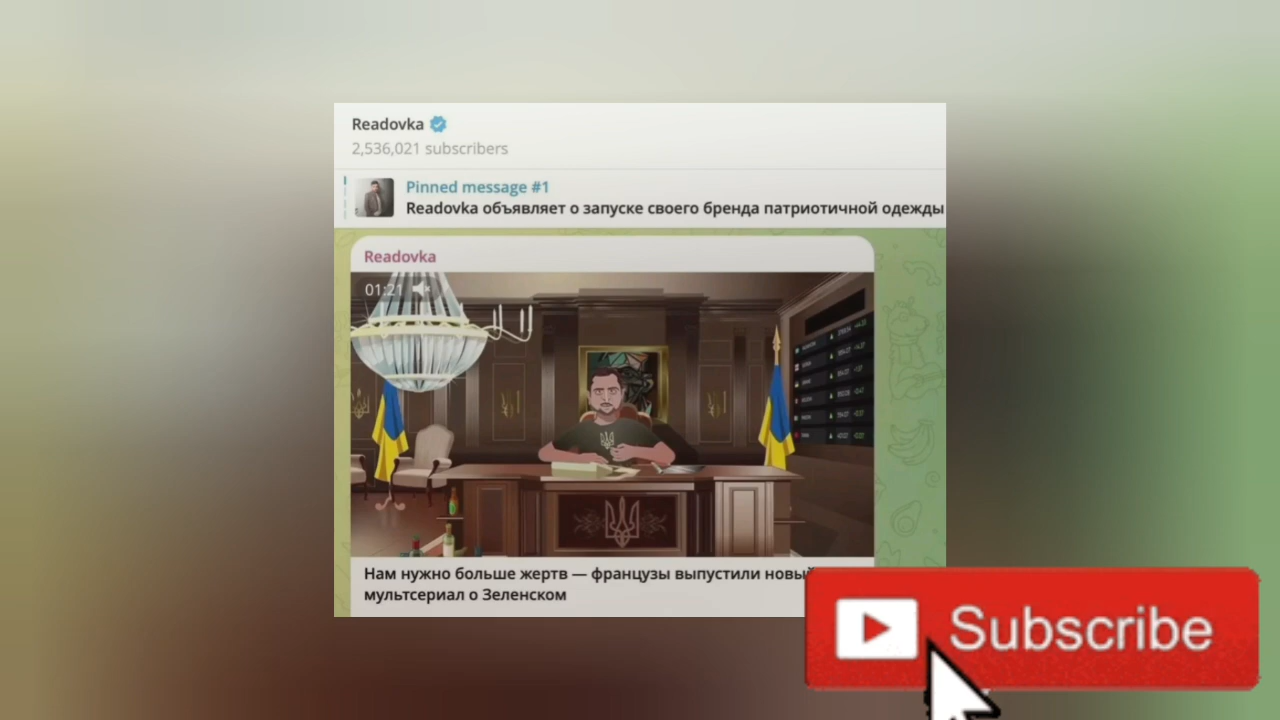 Readovka
2,536,021 subscribers
Pinned message #1
Readovka объявляет о запуске своего бренда патриотичной одежды
Readovka
01:21
Нам нужно больше жертв — французы выпустили новый
мультсериал о Зеленском
Subscribe